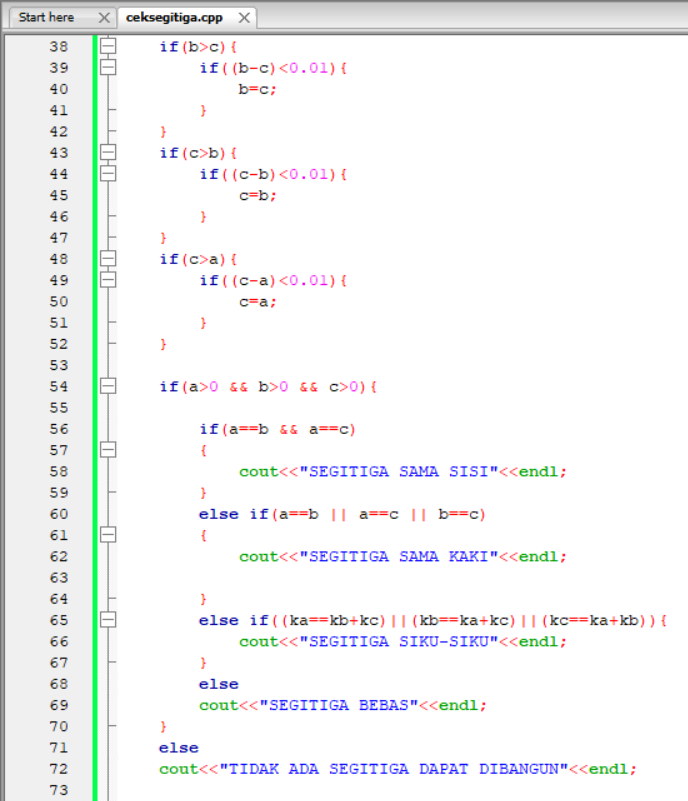 Start here ceksegitiga.cpp
38 if(b>c){
39 if((b-c)<0.01){
40 b=c;
41 }
42 }
43 if(c>b){
44 if((c-b)<0.01){
45 c=b;
46 }
47 }
48 if(c>a){
49 if((c-a)<0.01){
50 c=a;
51 }
52 }
53
54 if(a>0 && b>0 && c>0){
55
56 if(a==b && a==c)
57 {
58 cout<<"SEGITIGA SAMA SISI"<<endl;
59 }
60 else if(a==b || a==c || b==c)
61 {
62 cout<<"SEGITIGA SAMA KAKI"<<endl;
63
64 }
65 else if((ka==kb+kc)||(kb==ka+kc)||(kc==ka+kb)){
66 cout<<"SEGITIGA SIKU-SIKU"<<endl;
67 }
68 else
69 cout<<"SEGITIGA BEBAS"<<endl;
70 }
71 else
72 cout<<"TIDAK ADA SEGITIGA DAPAT DIBANGUN"<<endl;
73